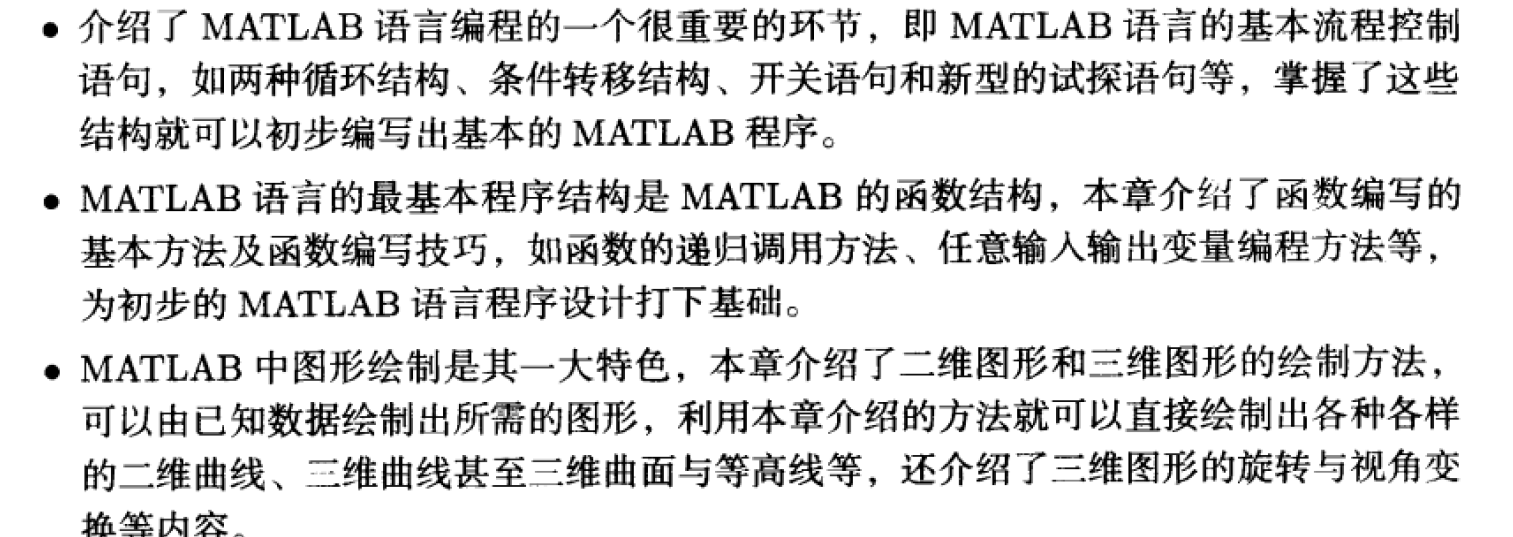 • 介绍了 MATLAB 语言编程的一个很重要的环节，即 MATLAB 语言的基本流程控制
语句，如两种循环结构、条件转移结构、开关语句和新型的试探语句等，掌握了这些
结构就可以初步编写出基本的 MATLAB 程序。
• MATLAB 语言的最基本程序结构是 MATLAB 的函数结构，本章介绍了函数编写的
基本方法及函数编写技巧，如函数的递归调用方法、任意输入输出变量编程方法等，
为初步的 MATLAB 语言程序设计打下基础。
• MATLAB 中图形绘制是其一大特色，本章介绍了二维图形和三维图形的绘制方法，
可以由已知数据绘制出所需的图形，利用本章介绍的方法就可以直接绘制出各种各样
的二维曲线、三维曲线甚至三维曲面与等高线等，还介绍了三维图形的旋转与视角变
换等内容。